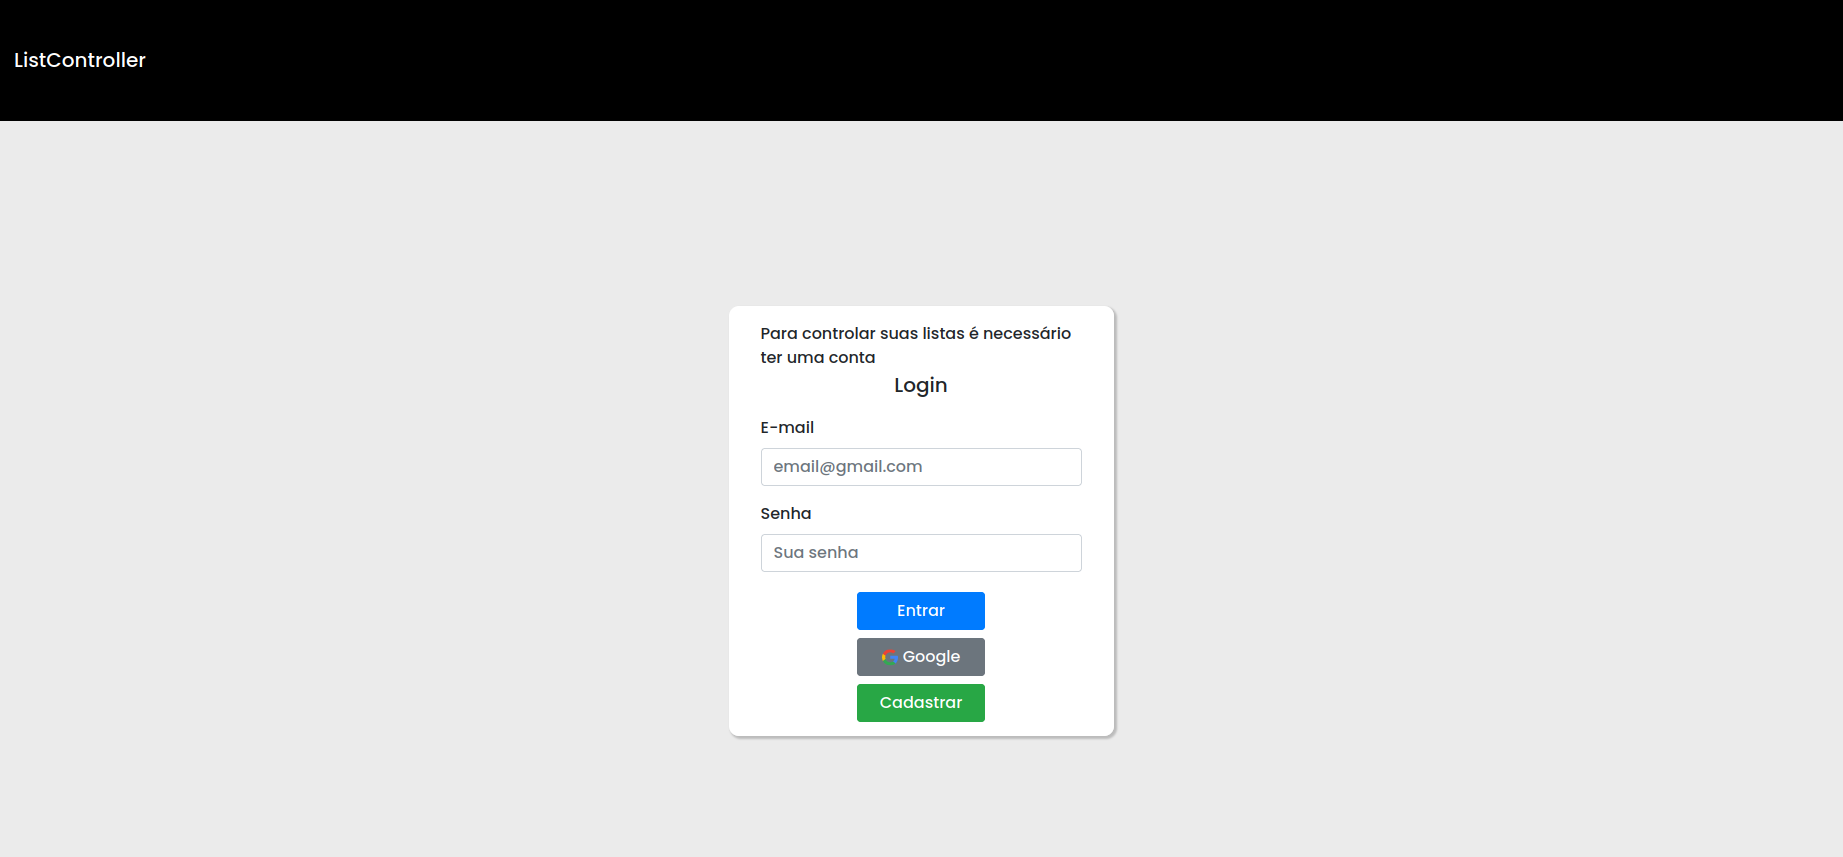 ListController
Para controlar suas listas é necessário
ter uma conta
Login
E-mail
email@gmail.com
Senha
Sua senha
Entrar
Google
Cadastrar